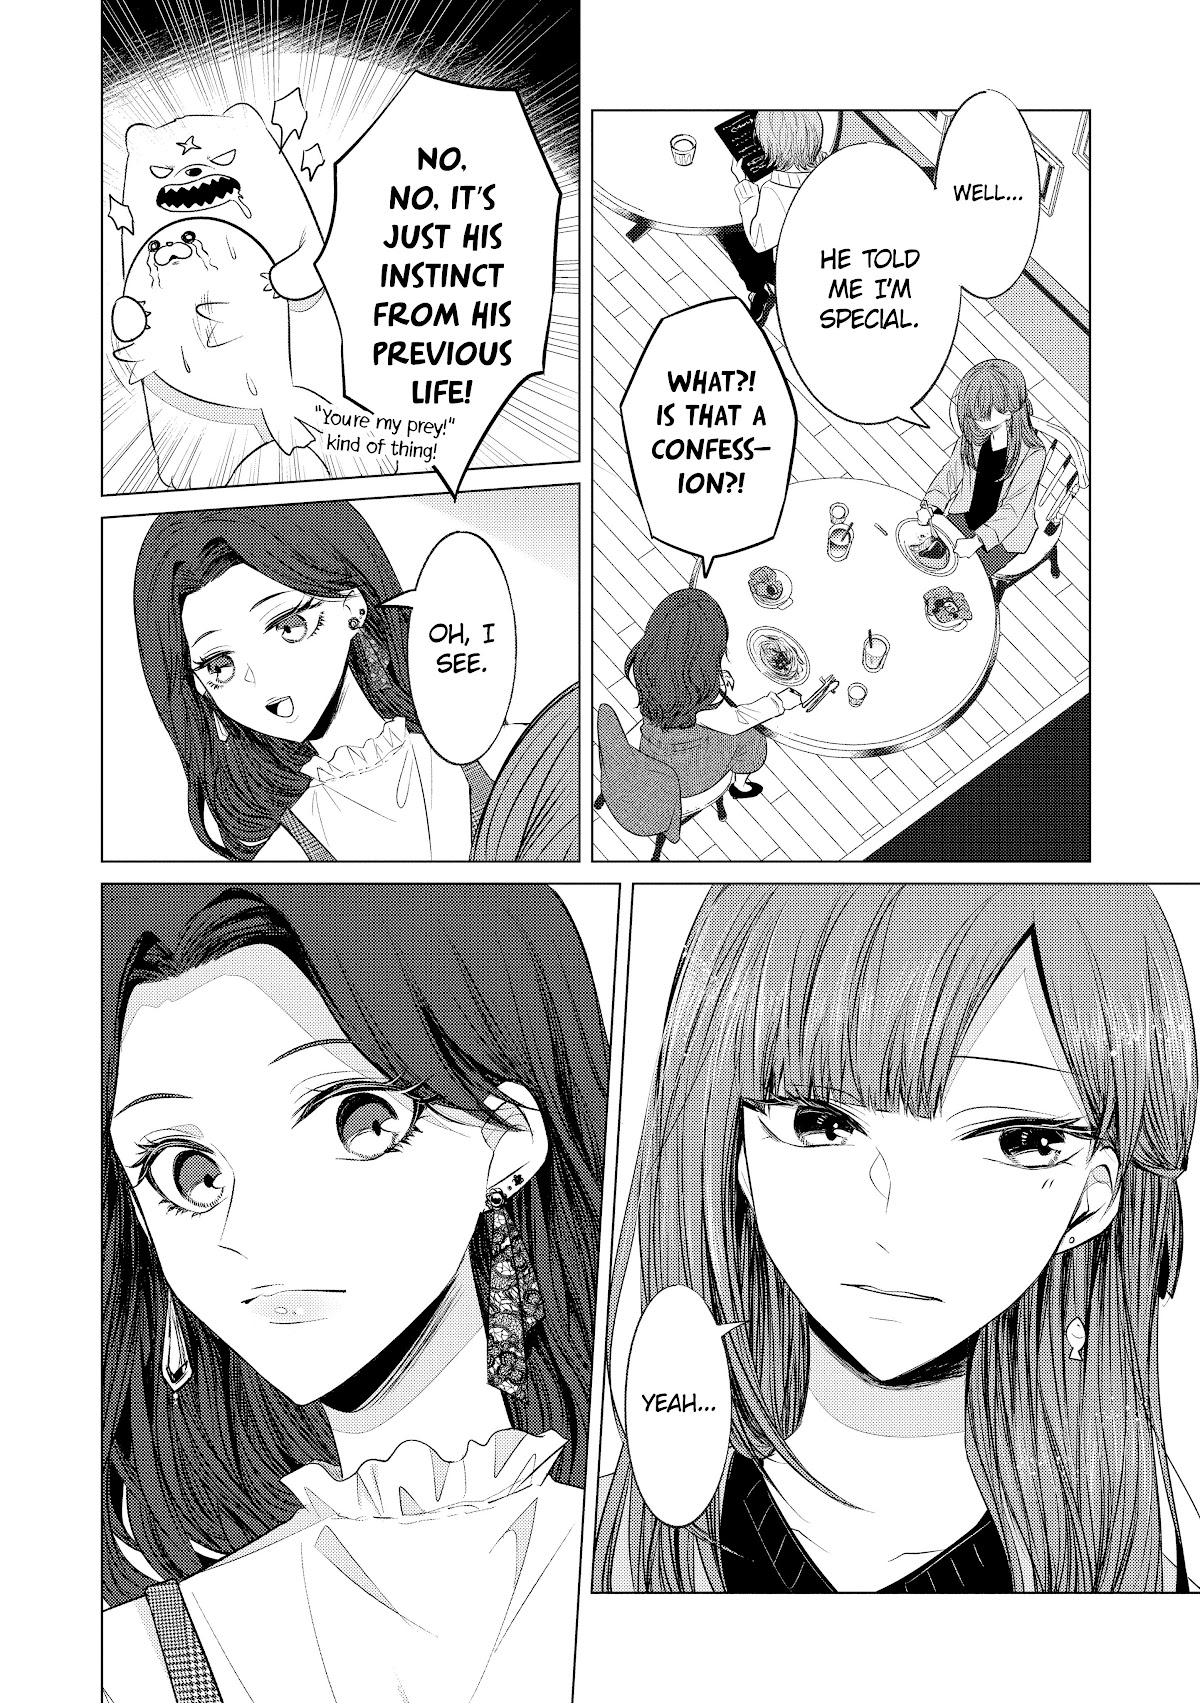 WELL...
HE TOLD
ME I'M
SPECIAL.
WHAT?!
IS THAT A
CONFESS-
ION?!
NO,
NO, IT'S
JUST HIS
INSTINCT
FROM HIS
PREVIOUS
LIFE!
"You're my prey!"
kind of thing!
OH, I
SEE.
YEAH...